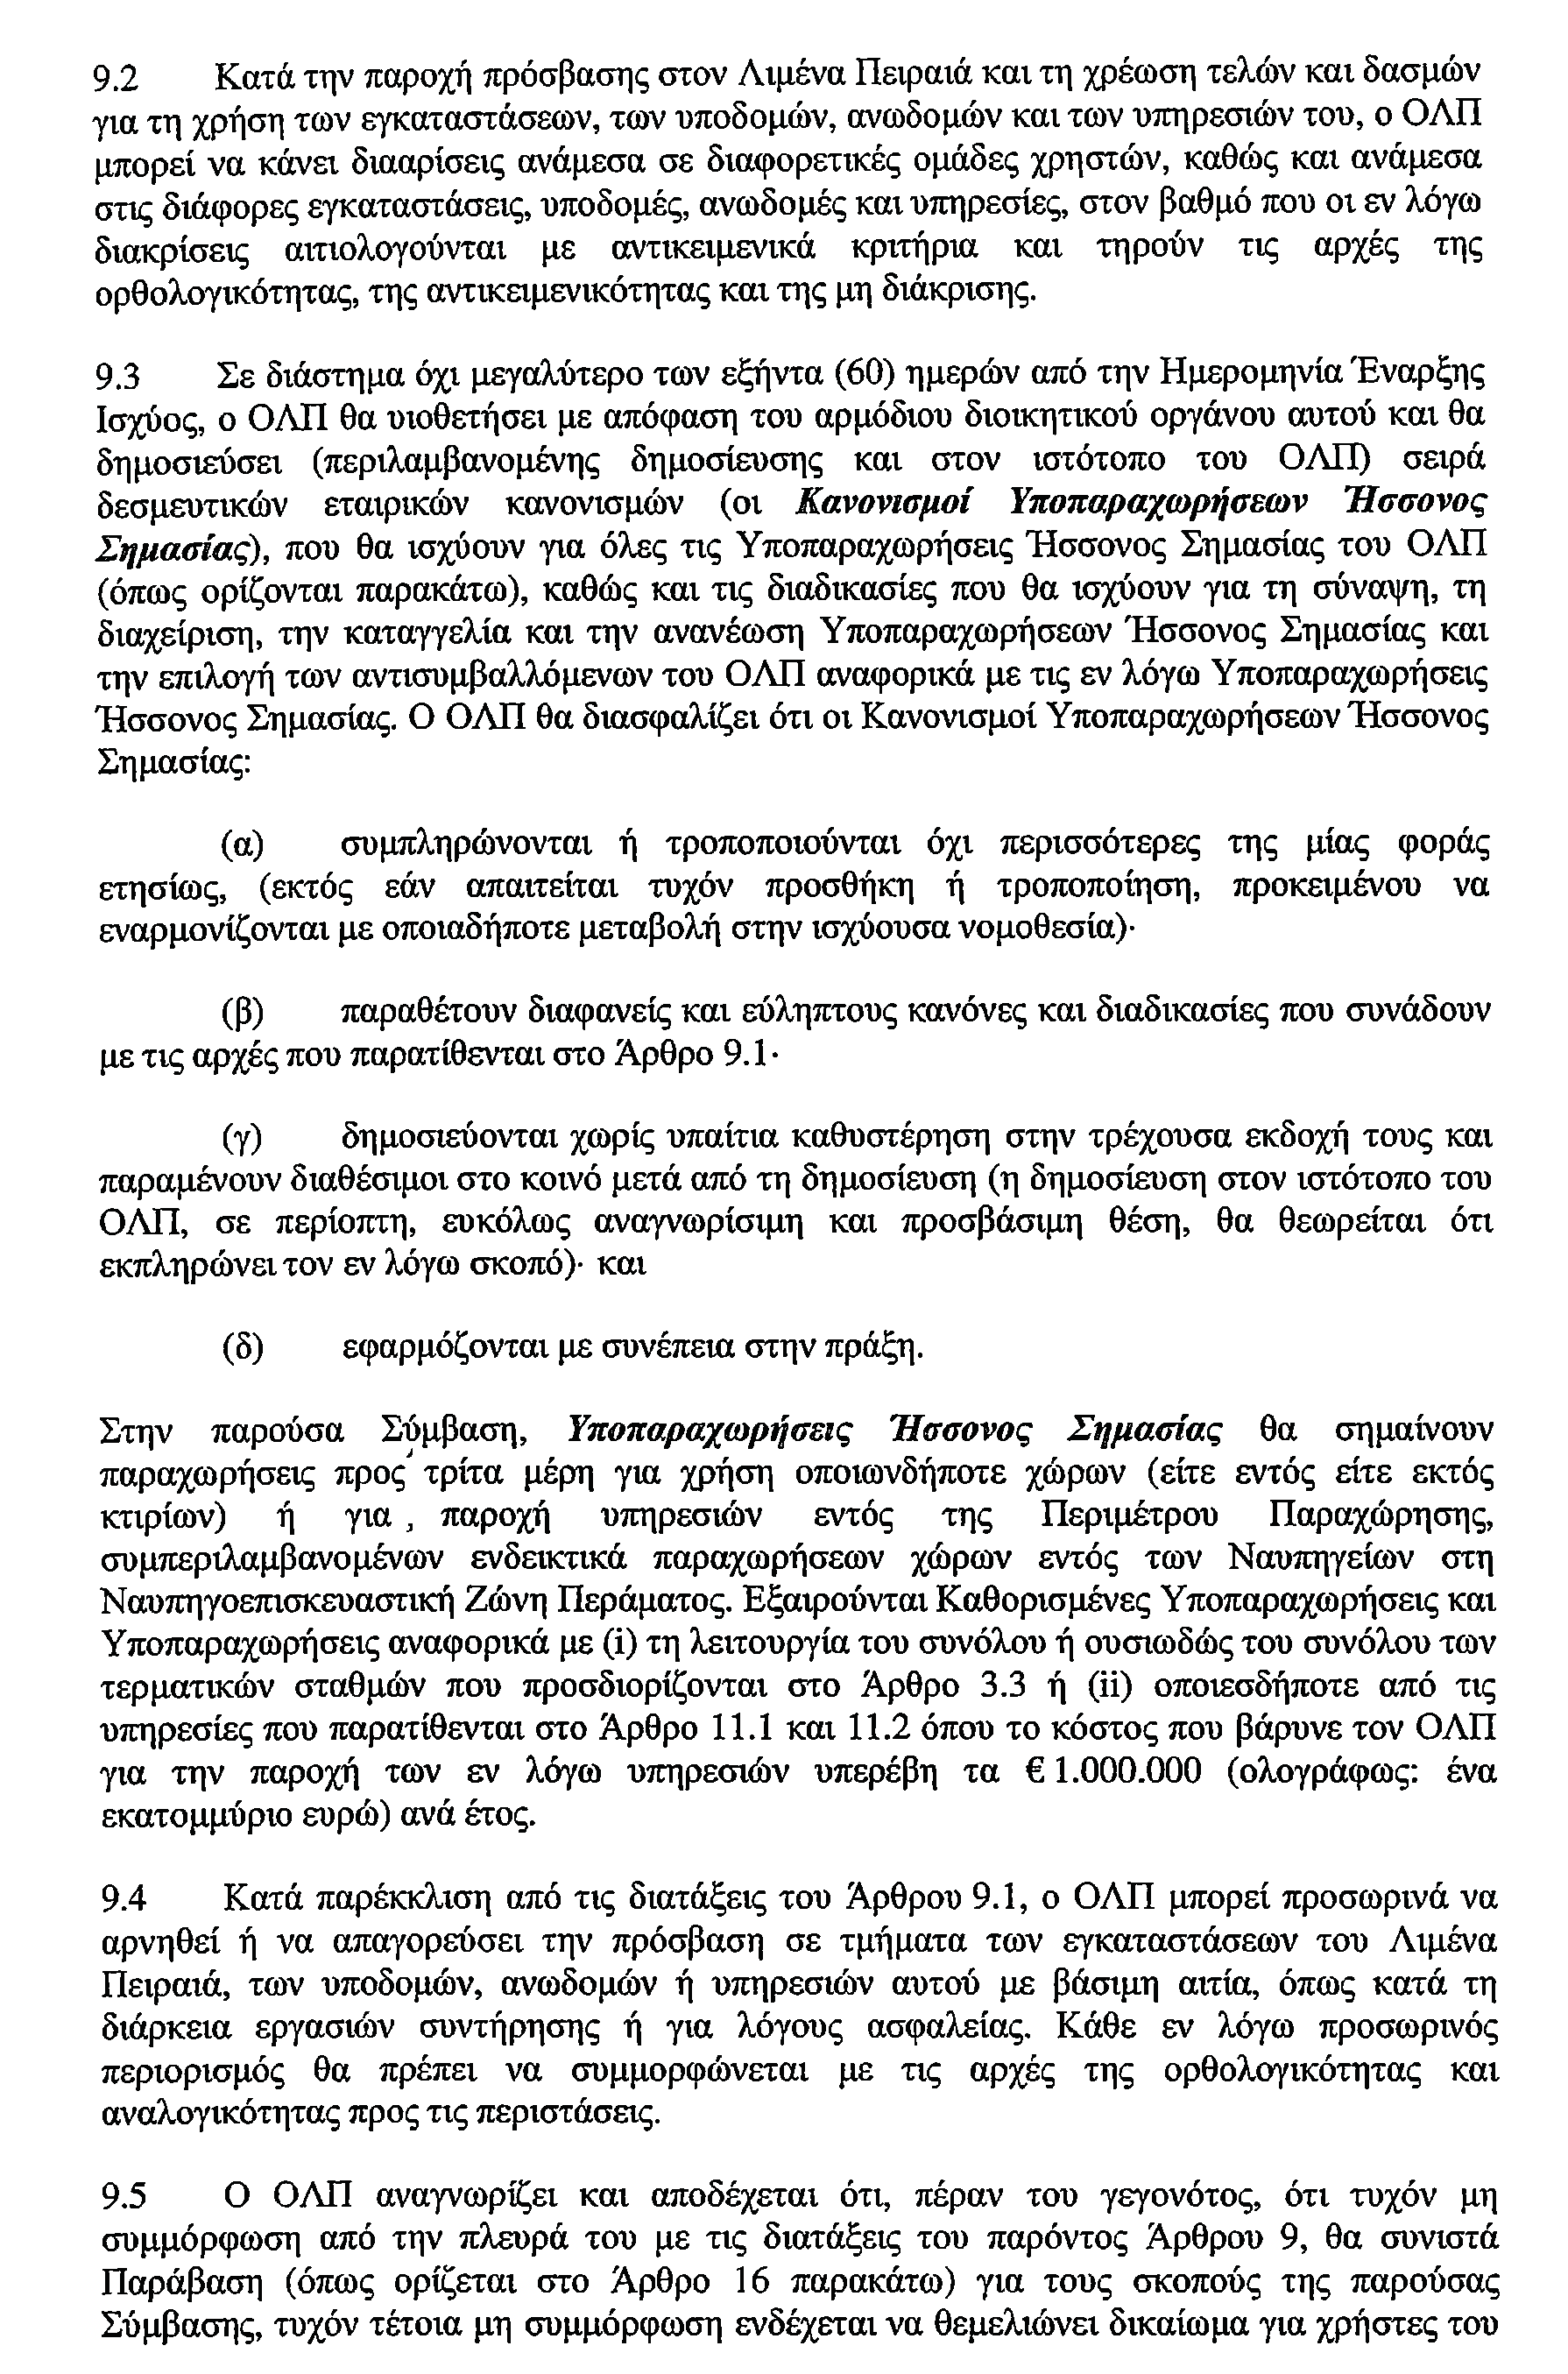 9.2 Κατά την παροχή πρόσβασης στον Λιμένα Πειραιά και τη χρέωση τελών και δασμών
για τη χρήση των εγκαταστάσεων, των υποδομών, ανωδομών και των υπηρεσιών του, ο ΟΛΠ
μπορεί να κάνει διααρίσεις ανάμεσα σε διαφορετικές ομάδες χρηστών, καθώς και ανάμεσα
στις διάφορες εγκαταστάσεις, υποδομές, ανωδομές και υπηρεσίες, στον βαθμό που οι εν λόγω
διακρίσεις αιτιολογούνται με αντικειμενικά κριτήρια και τηρούν τις αρχές της
ορθολογικότητας, της αντικειμενικότητας και της μη διάκρισης.
9.3 Σε διάστημα όχι μεγαλύτερο των εξήντα (60) ημερών από την Ημερομηνία Έναρξης
Ισχύος, ο ΟΛΠ θα υιοθετήσει με απόφαση του αρμόδιου διοικητικού οργάνου αυτού και θα
δημοσιεύσει (περιλαμβανομένης δημοσίευσης και στον ιστότοπο του ΟΛΠ) σειρά
δεσμευτικών εταιρικών κανονισμών (οι Κανονισμοί Υποπαραχωρήσεων Ήσσονος
Σημασίας), που θα ισχύουν για όλες τις Υποπαραχωρήσεις Ήσσονος Σημασίας του ΟΛΠ
(όπως ορίζονται παρακάτω), καθώς και τις διαδικασίες που θα ισχύουν για τη σύναψη, τη
διαχείριση, την καταγγελία και την ανανέωση Υποπαραχωρήσεων Ήσσονος Σημασίας και
την επιλογή των αντισυμβαλλόμενων του ΟΛΠ αναφορικά με τις εν λόγω Υποπαραχωρήσεις
Ήσσονος Σημασίας. Ο ΟΛΠ θα διασφαλίζει ότι οι Κανονισμοί Υποπαραχωρήσεων Ήσσονος
Σημασίας:
(α) συμπληρώνονται ή τροποποιούνται όχι περισσότερες της μίας φοράς
ετησίως, (εκτός εάν απαιτείται τυχόν προσθήκη ή τροποποίηση, προκειμένου να
εναρμονίζονται με οποιαδήποτε μεταβολή στην ισχύουσα νομοθεσία)·
(β) παραθέτουν διαφανείς και εύληπτους κανόνες και διαδικασίες που συνάδουν
με τις αρχές που παρατίθενται στο Άρθρο 9.1·
(γ) δημοσιεύονται χωρίς υπαίτια καθυστέρηση στην τρέχουσα εκδοχή τους και
παραμένουν διαθέσιμοι στο κοινό μετά από τη δημοσίευση (η δημοσίευση στον ιστότοπο του
ΟΛΠ, σε περίοπτη, ευκόλως αναγνωρίσιμη και προσβάσιμη θέση, θα θεωρείται ότι
εκπληρώνει τον εν λόγω σκοπό)· και
(δ) εφαρμόζονται με συνέπεια στην πράξη.
Στην παρούσα Σύμβαση, Υποπαραχωρήσεις Ήσσονος Σημασίας θα σημαίνουν
παραχωρήσεις προς τρίτα μέρη για χρήση οποιωνδήποτε χώρων (είτε εντός είτε εκτός
κτιρίων) ή για , παροχή υπηρεσιών εντός της Περιμέτρου Παραχώρησης,
συμπεριλαμβανομένων ενδεικτικά παραχωρήσεων χώρων εντός των Ναυπηγείων στη
Ναυπηγοεπισκευαστική Ζώνη Περάματος. Εξαιρούνται Καθορισμένες Υποπαραχωρήσεις και
Υποπαραχωρήσεις αναφορικά με (i) τη λειτουργία του συνόλου ή ουσιωδώς του συνόλου των
τερματικών σταθμών που προσδιορίζονται στο Άρθρο 3.3 ή (ii) οποιεσδήποτε από τις
υπηρεσίες που παρατίθενται στο Άρθρο 11.1 και 11.2 όπου το κόστος που βάρυνε τον ΟΛΠ
για την παροχή των εν λόγω υπηρεσιών υπερέβη τα € 1.000.000 (ολογράφως: ένα
εκατομμύριο ευρώ) ανά έτος.
9.4 Κατά παρέκκλιση από τις διατάξεις του Άρθρου 9.1, ο ΟΛΠ μπορεί προσωρινά να
αρνηθεί ή να απαγορεύσει την πρόσβαση σε τμήματα των εγκαταστάσεων του Λιμένα
Πειραιά, των υποδομών, ανωδομών ή υπηρεσιών αυτού με βάσιμη αιτία, όπως κατά τη
διάρκεια εργασιών συντήρησης ή για λόγους ασφαλείας. Κάθε εν λόγω προσωρινός
περιορισμός θα πρέπει να συμμορφώνεται με τις αρχές της ορθολογικότητας και
αναλογικότητας προς τις περιστάσεις.
9.5 Ο ΟΛΠ αναγνωρίζει και αποδέχεται ότι, πέραν του γεγονότος, ότι τυχόν μη
συμμόρφωση από την πλευρά του με τις διατάξεις του παρόντος Άρθρου 9, θα συνιστά
Παράβαση (όπως ορίζεται στο Άρθρο 16 παρακάτω) για τους σκοπούς της παρούσας
Σύμβασης, τυχόν τέτοια μη συμμόρφωση ενδέχεται να θεμελιώνει δικαίωμα για χρήστες του